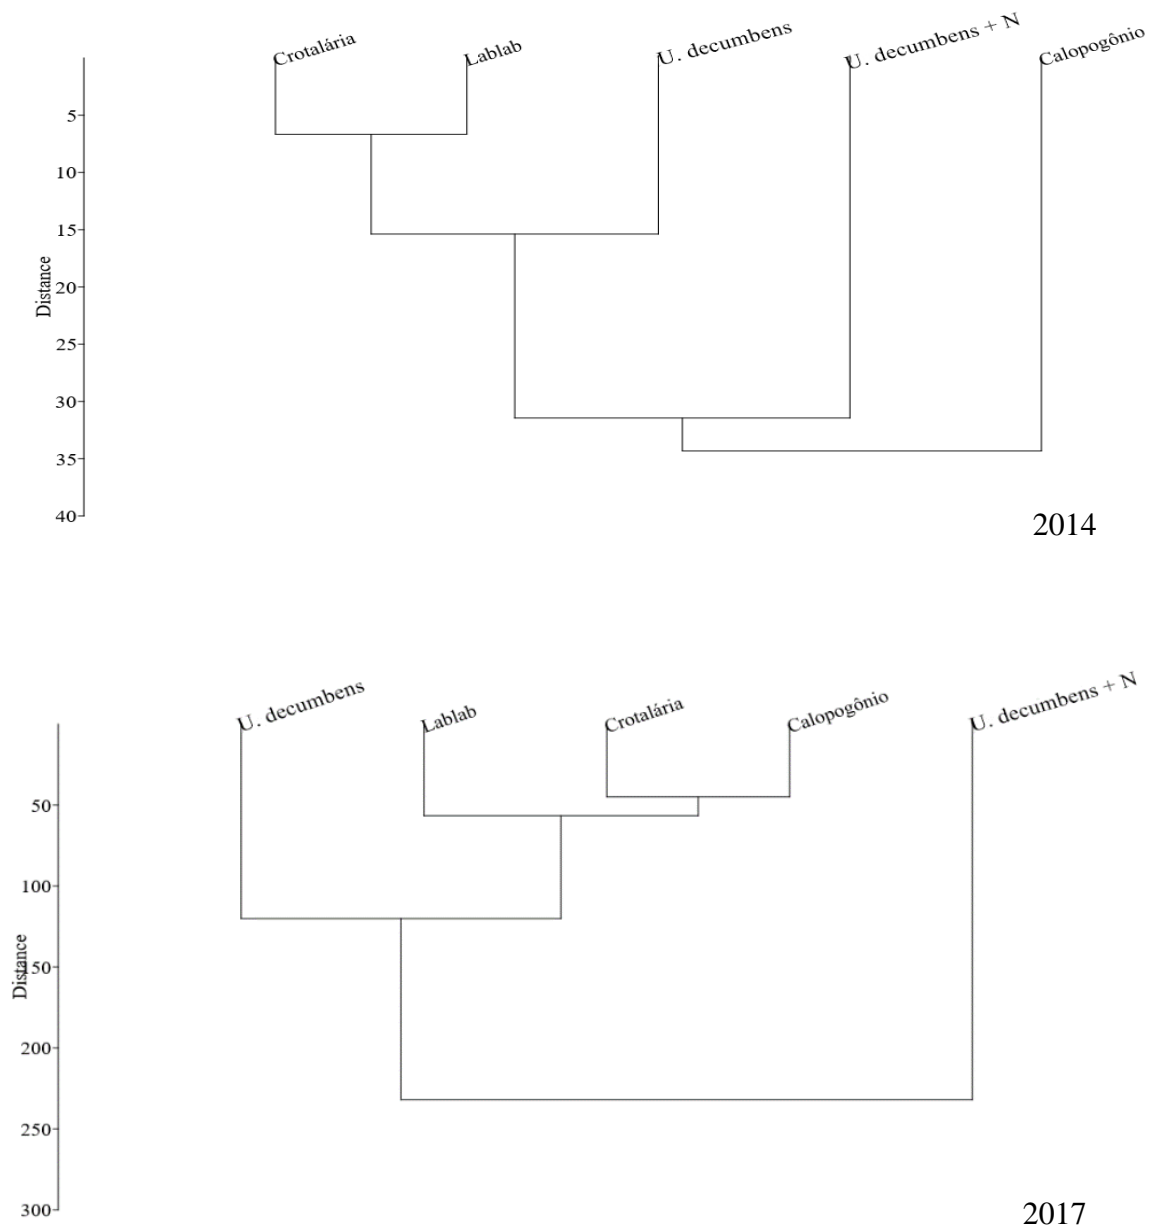 Crotalária
Lablab
U. decumbens
U. decumbens + N
Calopogônio
5
10
15
20
25
30
35
40
Distance
2014
U. decumbens
Lablab
Crotalária
Calopogônio
U. decumbens + N
50
100
150
200
250
300
Distance
2017